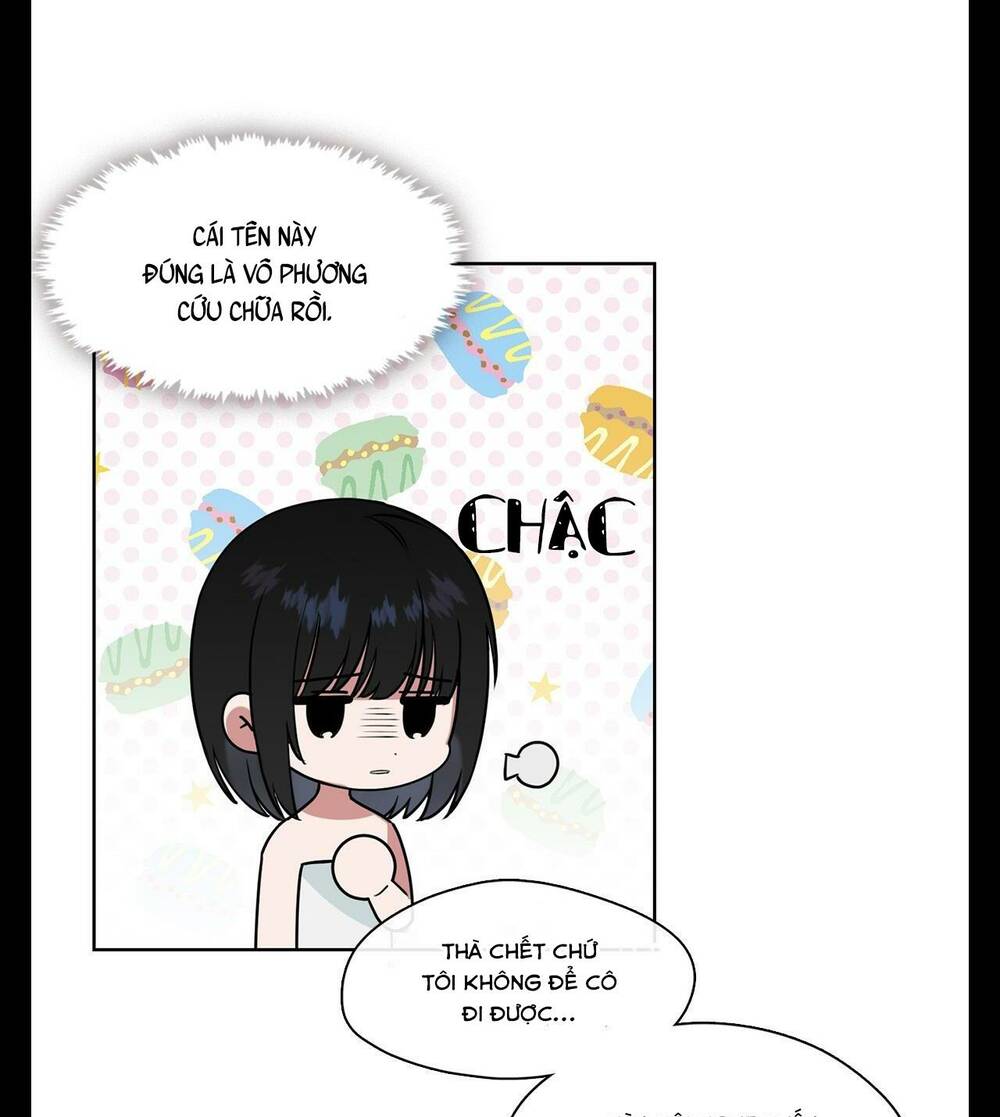 CÁI TÊN NÀY
ĐÚNG LÀ VÔ PHƯƠNG
CỨU CHỮA RỒI.
CHẬC
THÀ CHẾT CHỨ
TÔI KHÔNG ĐỂ CÔ
ĐI ĐƯỢC...